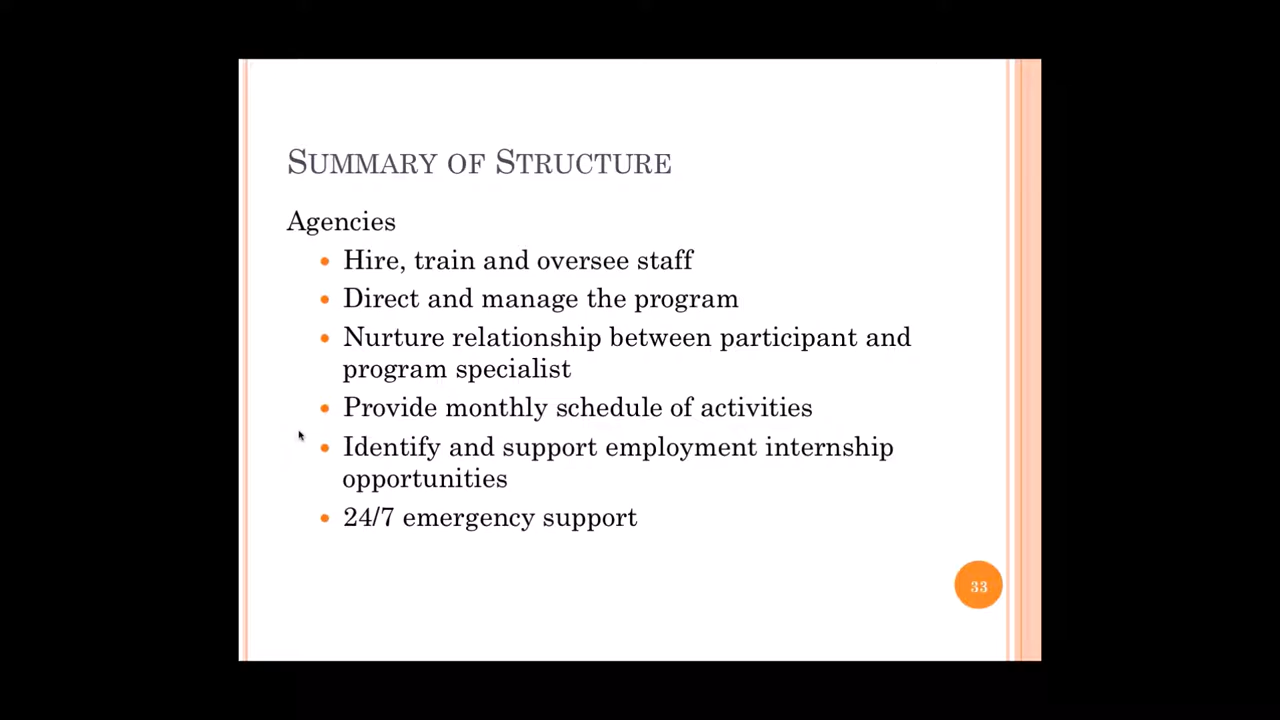 SUMMARY OF STRUCTURE
Agencies
• Hire, train and oversee staff
• Direct and manage the program
• Nurture relationship between participant and
program specialist
• Provide monthly schedule of activities
• Identify and support employment internship
opportunities
• 24/7 emergency support
33